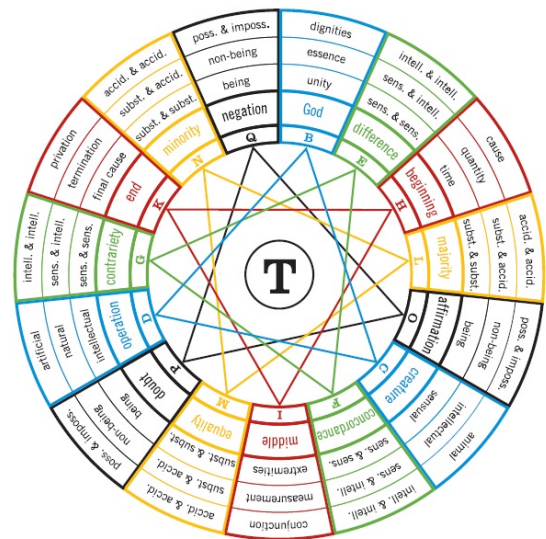 T
dignities
essence
unity
God
B
intell. & intell.
sens. & intell.
sens. & sens.
difference
E
cause
quantity
time
beginning
H
accid. & accid.
subst. & accid.
subst. & subst.
majority
L
poss. & imposs.
non-being
being
affirmation
O
animal
intellectual
sensual
creature
C
intell. & intell.
sens. & intell.
sens. & sens.
concordance
F
conjunction
measurement
extremities
middle
I
accid. & accid.
subst. & accid.
subst. & subst.
equality
M
poss. & imposs.
non-being
being
doubt
P
artificial
natural
intellectual
operation
D
intell. & intell.
sens. & intell.
sens. & sens.
contrariety
G
privation
termination
final cause
end
K
accid. & accid.
subst. & accid.
subst. & subst.
minority
N
poss. & imposs.
non-being
being
negation
Q